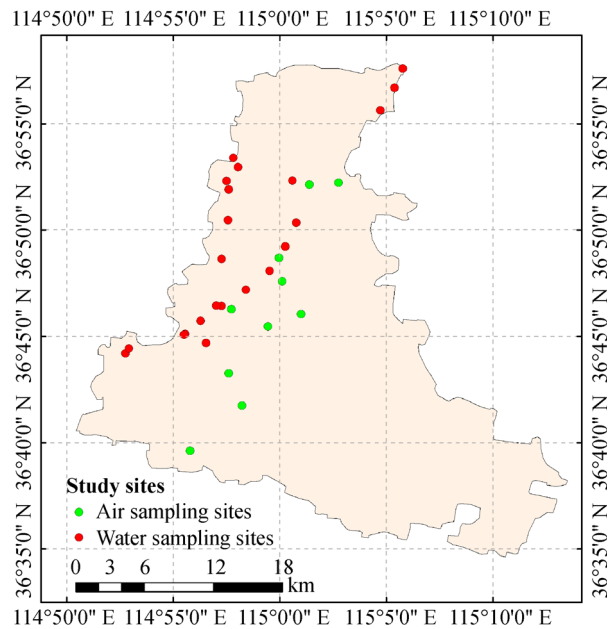 114°50'0" E 114°55'0" E 115°0'0" E 115°5'0" E 115°10'0" E
36°55'0" N 36°55'0" N
36°50'0" N 36°50'0" N
36°45'0" N 36°45'0" N
36°40'0" N 36°40'0" N
36°35'0" N 36°35'0" N
Study sites
Air sampling sites
Water sampling sites
0 3 6 12 18
km
114°50'0" E 114°55'0" E 115°0'0" E 115°5'0" E 115°10'0" E